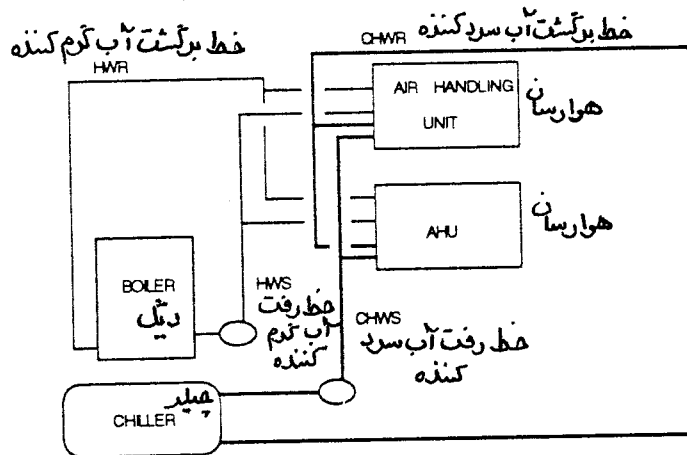 خط برگشت آب گرم کننده
HWR
خط برگشت آب سرد کننده
CHWR
AIR HANDLING
UNIT
هوارسان
AHU
هوارسان
BOILER
دیگ
HWS
خط رفت
آب گرم
کننده
CHWS
خط رفت آب سرد
کننده
چیلر
CHILLER